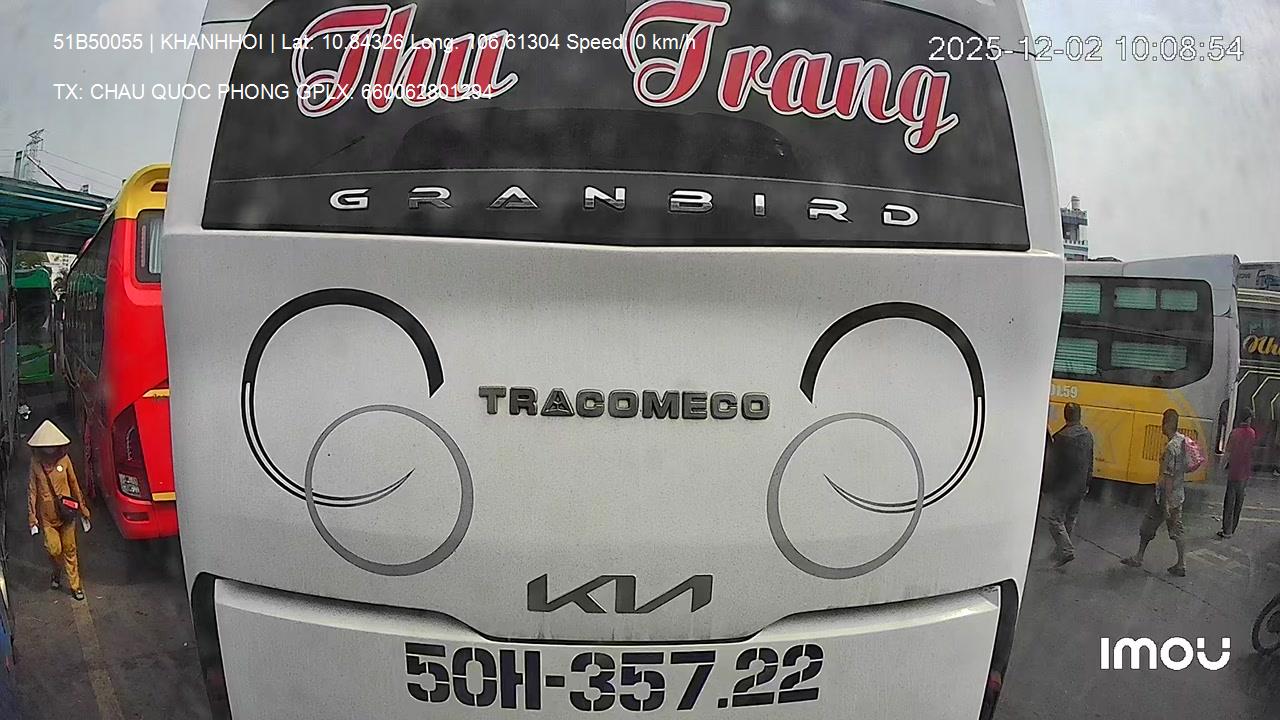 51B50055 | KHANHHOI | Lat: 10.84326 Long: 106.61304 Speed: 0 km/h
2025-12-02 10:08:54
TX: CHAU QUOC PHONG GPLX: 660062801294
Thu Trang
GRANBIRD
TRACOMECO
KIA
50H-357.22
imou